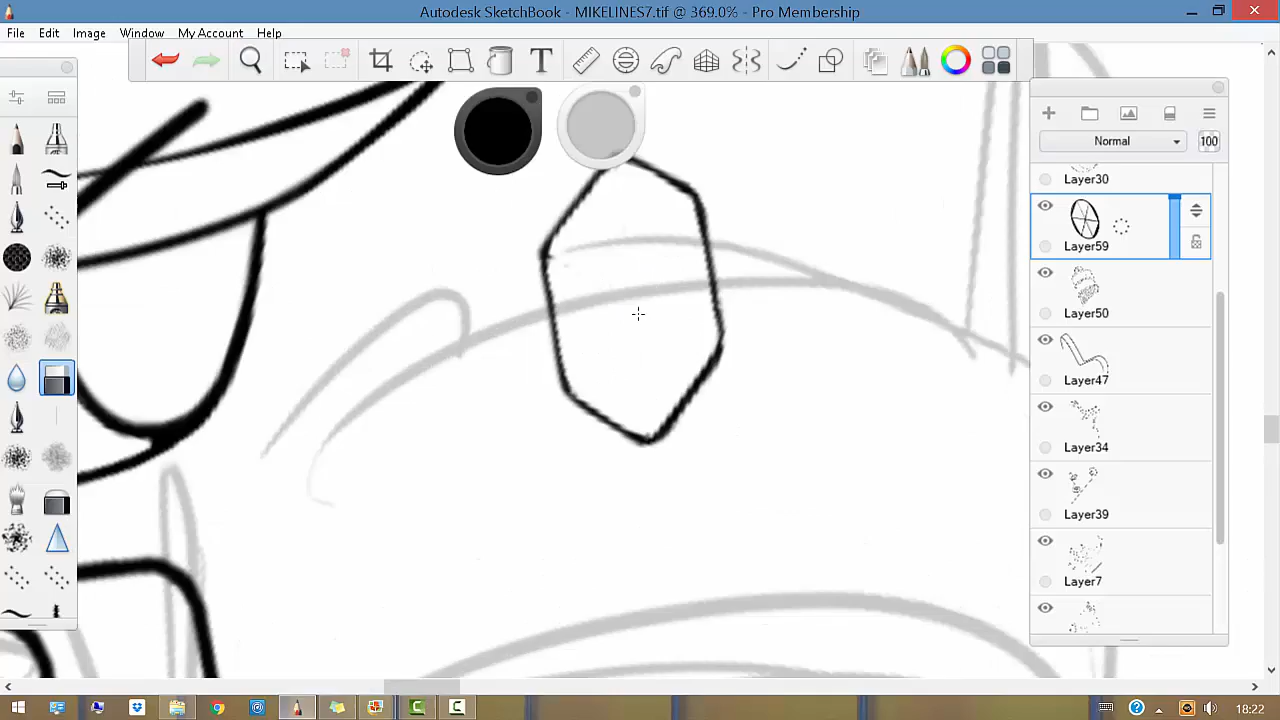 Autodesk SketchBook - MIKELINES7.tif @ 369.0% - Pro Membership
File Edit Image Window My Account Help
T
Normal 100
Layer30
Layer59
Layer50
Layer47
Layer34
Layer39
Layer7
18:22